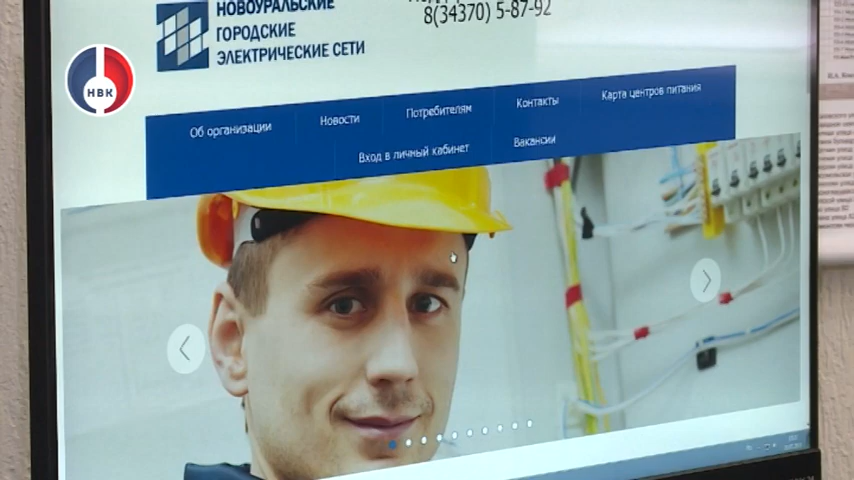 НОВОУРАЛЬСКИЕ
ГОРОДСКИЕ
ЭЛЕКТРИЧЕСКИЕ СЕТИ
8(34370) 5-87-92
НВК
Об организации
Новости
Потребителям
Контакты
Карта центров питания
Вход в личный кабинет
Вакансии